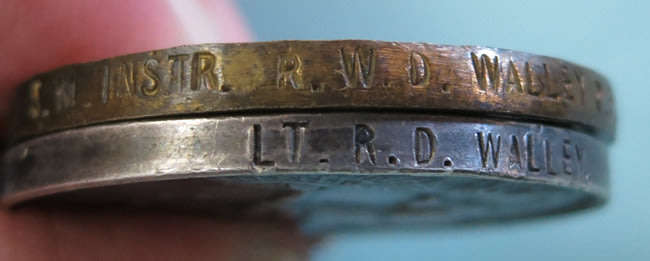 S.M. INSTR. R.W.D. WALLEY
LT. R.D. WALLEY.